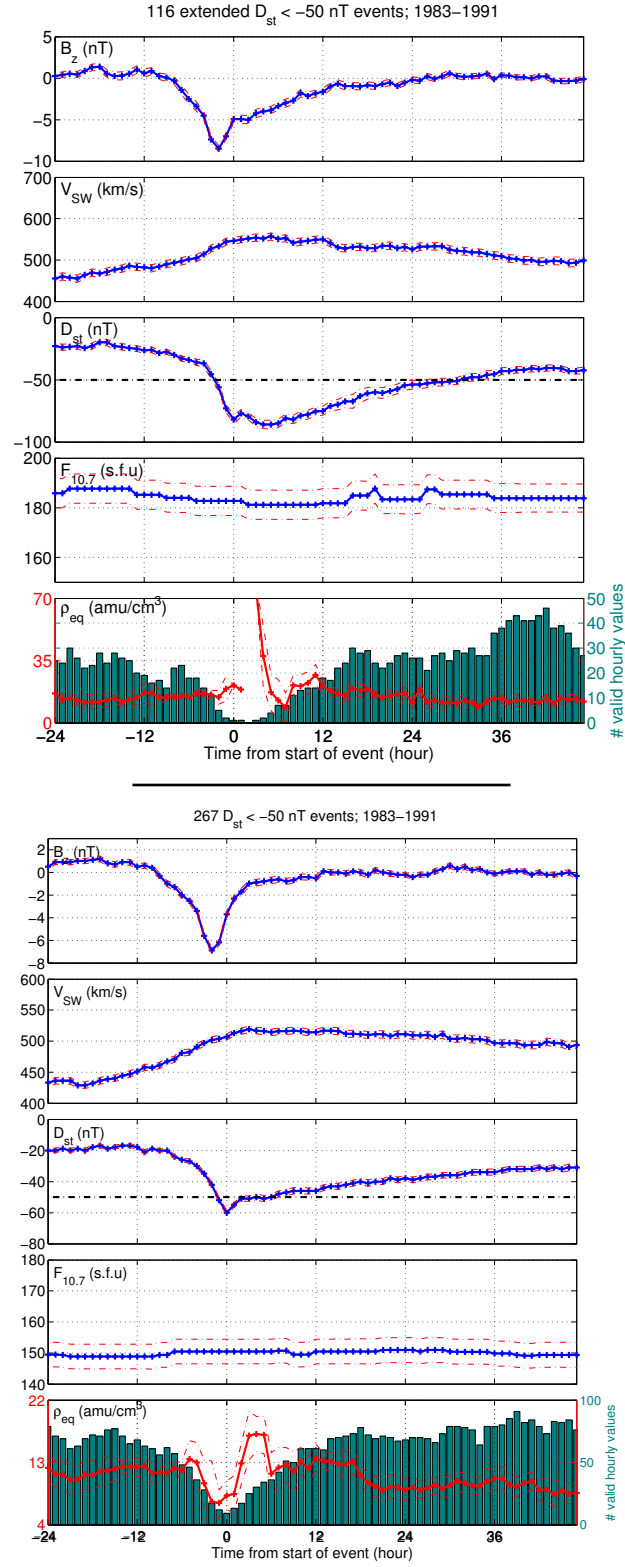 116 extended D_st < −50 nT events; 1983−1991
B_z (nT)
5
0
−5
−10
V_SW (km/s)
700
600
500
400
D_st (nT)
0
−50
−100
F_10.7 (s.f.u)
200
180
160
ρ_eq (amu/cm^3)
70
35
0
50
40
30
20
10
0
# valid hourly values
−24 −12 0 12 24 36
Time from start of event (hour)
267 D_st < −50 nT events; 1983−1991
B (nT)
2
0
−2
−4
−6
−8
V_SW (km/s)
600
550
500
450
400
D_st (nT)
0
−20
−40
−60
−80
F_10.7 (s.f.u)
180
170
160
150
140
ρ_eq (amu/cm^3)
22
13
4
100
50
0
# valid hourly values
−24 −12 0 12 24 36
Time from start of event (hour)